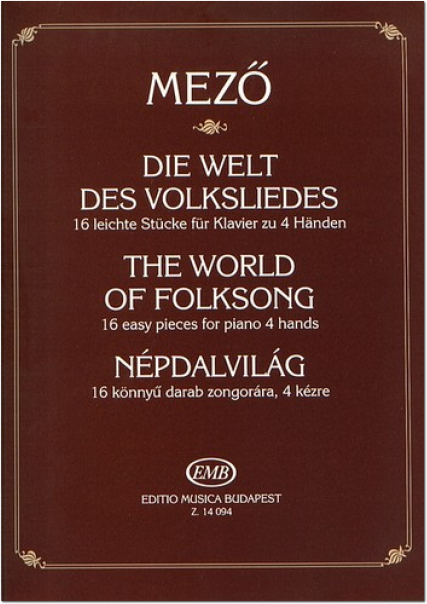 MEZŐ
DIE WELT
DES VOLKSLIEDES
16 leichte Stücke für Klavier zu 4 Händen
THE WORLD
OF FOLKSONG
16 easy pieces for piano 4 hands
NÉPDALVILÁG
16 könnyű darab zongorára, 4 kézre
EMB
EDITIO MUSICA BUDAPEST
Z. 14 094